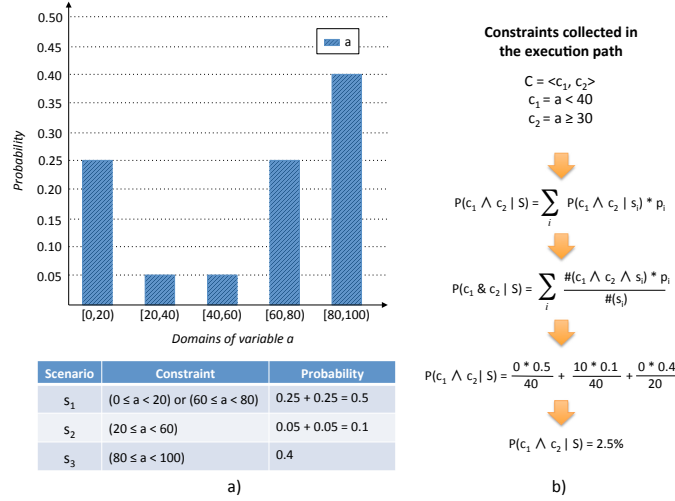 0.50
0.45
0.40
0.35
0.30
0.25
0.20
0.15
0.10
0.05
Probability
a
[0,20) [20,40) [40,60) [60,80) [80,100)
Domains of variable a
Scenario Constraint Probability
s₁ (0 ≤ a < 20) or (60 ≤ a < 80) 0.25 + 0.25 = 0.5
s₂ (20 ≤ a < 60) 0.05 + 0.05 = 0.1
s₃ (80 ≤ a < 100) 0.4
a)
Constraints collected in
the execution path
C = <c₁, c₂>
c₁ = a < 40
c₂ = a ≥ 30
P(c₁ ∧ c₂ | S) = ∑ᵢ P(c₁ ∧ c₂ | sᵢ) * pᵢ
P(c₁ & c₂ | S) = ∑ᵢ #(c₁ ∧ c₂ ∧ sᵢ) * pᵢ / #(sᵢ)
P(c₁ ∧ c₂| S) = 0 * 0.5 / 40 + 10 * 0.1 / 40 + 0 * 0.4 / 20
P(c₁ ∧ c₂ | S) = 2.5%
b)